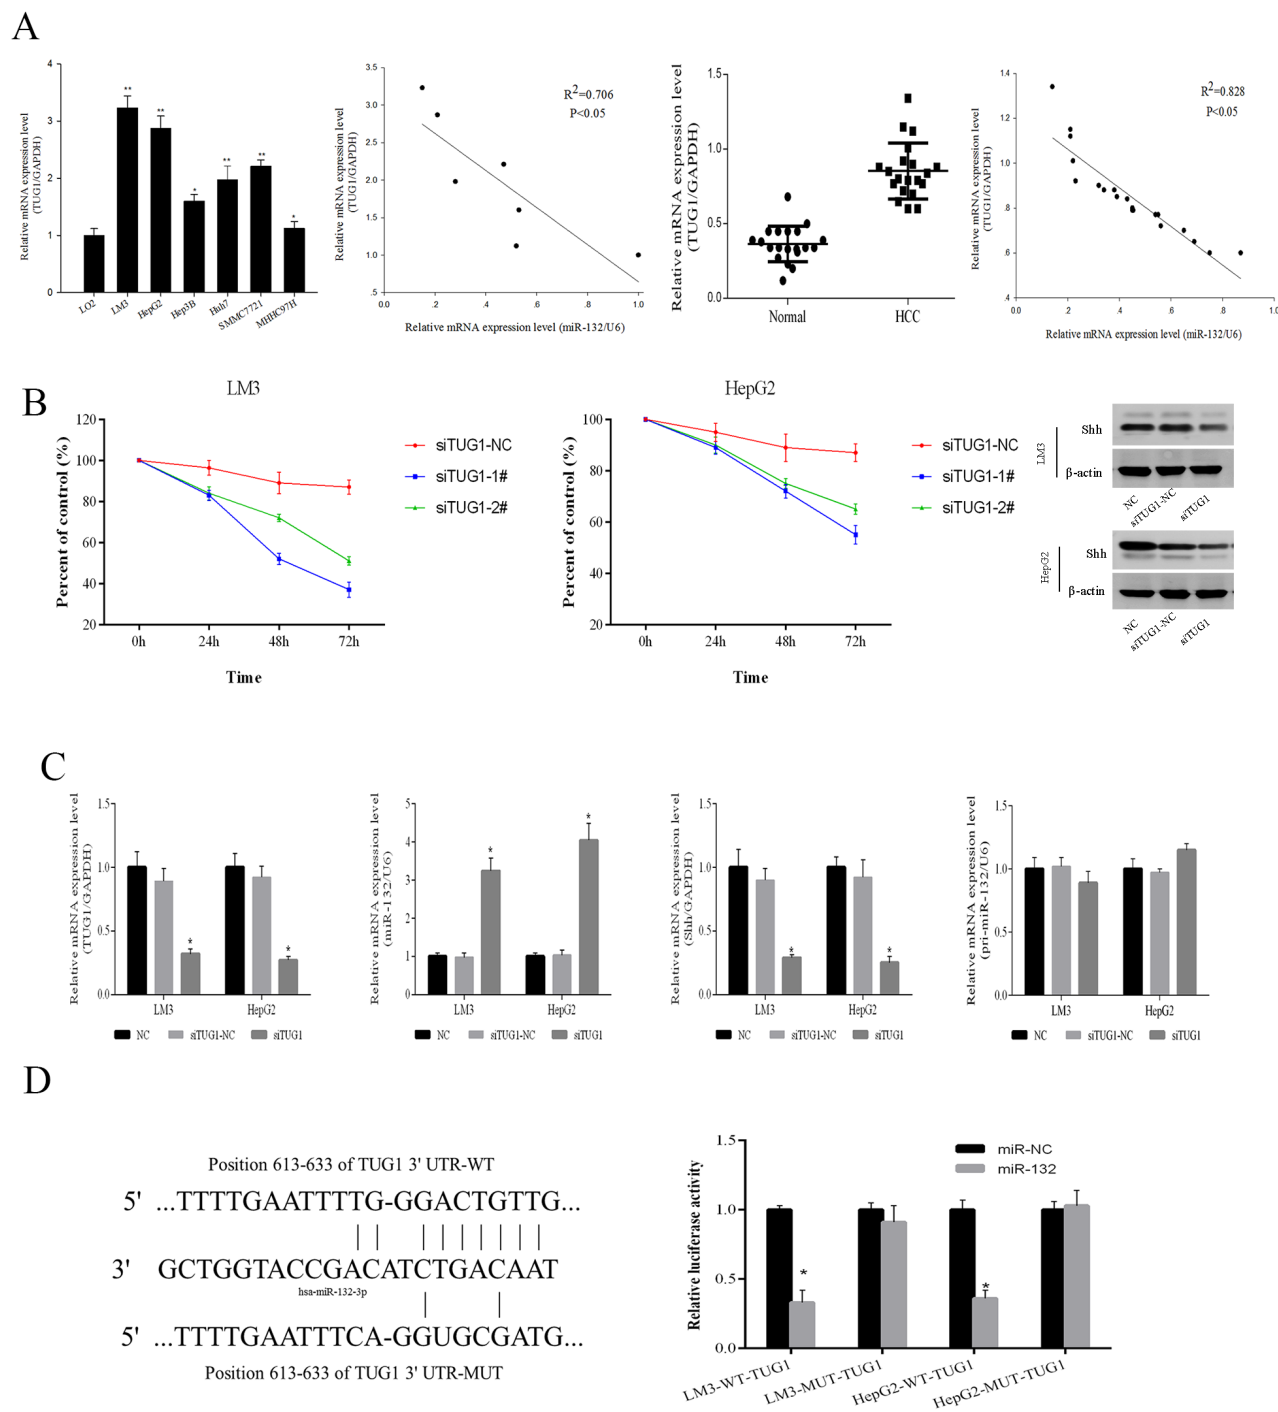 A
Relative mRNA expression level
(TUG1/GAPDH)
4
3
2
1
0
**
**
*
**
**
*
LO2
LM3
HepG2
Hep3B
Huh7
SMMC7721
MHHC97H
Relative mRNA expression level
(TUG1/GAPDH)
3.5
3.0
2.5
2.0
1.5
1.0
.5
R2=0.706
P<0.05
0.0
.2
.4
.6
.8
1.0
Relative mRNA expression level (miR-132/U6)
Relative mRNA expression level
(TUG1/GAPDH)
1.5
1.0
0.5
0.0
Normal
HCC
Relative mRNA expression level
(TUG1/GAPDH)
1.4
1.2
1.0
.8
.6
.4
R2=0.828
P<0.05
0.0
.2
.4
.6
.8
1.0
Relative mRNA expression level (miR-132/U6)
B
LM3
Percent of control (%)
120
100
80
60
40
20
0h
24h
48h
72h
Time
siTUG1-NC
siTUG1-1#
siTUG1-2#
HepG2
Percent of control (%)
100
80
60
40
20
0h
24h
48h
72h
Time
siTUG1-NC
siTUG1-1#
siTUG1-2#
LM3
Shh
β-actin
NC
siTUG1-NC
siTUG1
HepG2
Shh
β-actin
NC
siTUG1-NC
siTUG1
C
Relative mRNA expression level
(TUG1/GAPDH)
1.5
1.0
0.5
0.0
*
*
LM3
HepG2
NC
siTUG1-NC
siTUG1
Relative mRNA expression level
(miR-132/U6)
5
4
3
2
1
0
*
*
LM3
HepG2
NC
siTUG1-NC
siTUG1
Relative mRNA expression level
(Shh/GAPDH)
1.5
1.0
0.5
0.0
*
*
LM3
HepG2
NC
siTUG1-NC
siTUG1
Relative mRNA expression level
(pri-miR-132/U6)
1.5
1.0
0.5
0.0
LM3
HepG2
NC
siTUG1-NC
siTUG1
D
Position 613-633 of TUG1 3' UTR-WT
5' ...TTTTGAATTTTG-GGACTGTTG...
3' GCTGGTACCGACATCTGACAAT
hsa-miR-132-3p
5' ...TTTTGAATTTCA-GGUGCGATG...
Position 613-633 of TUG1 3' UTR-MUT
Relative luciferase activity
1.5
1.0
0.5
0.0
miR-NC
miR-132
*
*
LM3-WT-TUG1
LM3-MUT-TUG1
HepG2-WT-TUG1
HepG2-MUT-TUG1